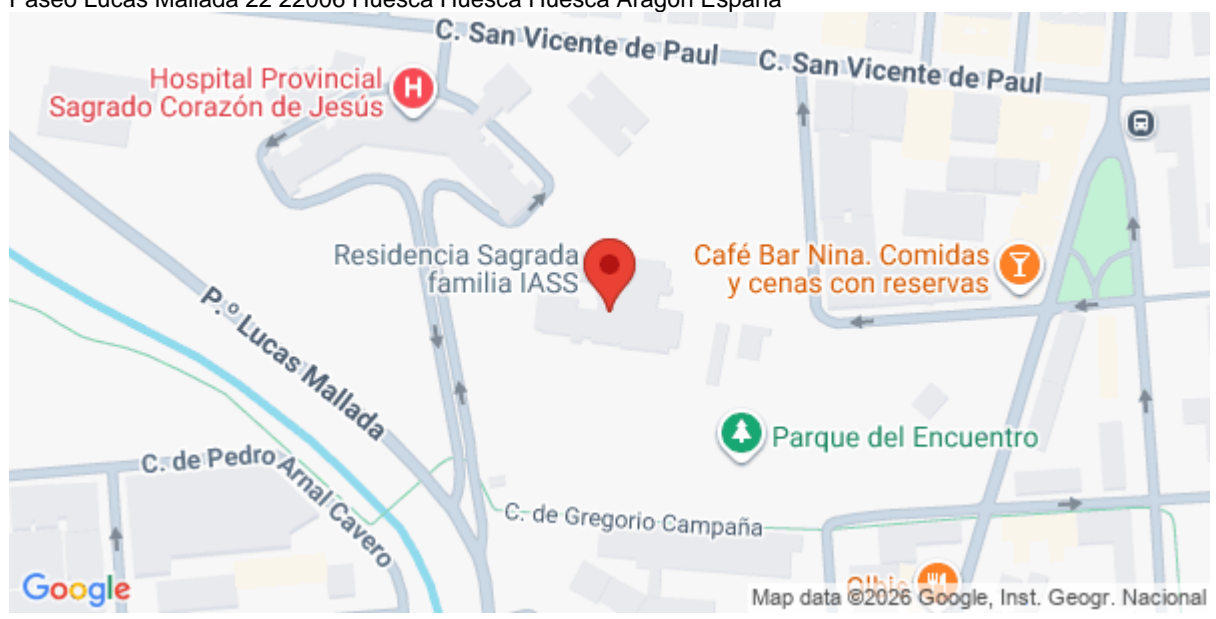 Paseo Lucas Mallada 22 22006 Huesca Huesca Huesca Aragón España
C. San Vicente de Paul
C. San Vicente de Paul
Hospital Provincial
Sagrado Corazón de Jesús
H
Residencia Sagrada
familia IASS
Café Bar Nina. Comidas
y cenas con reservas
P.º Lucas Mallada
Parque del Encuentro
C. de Pedro Arnal Cavero
C. de Gregorio Campaña
Google
Map data ©2026 Google, Inst. Geogr. Nacional